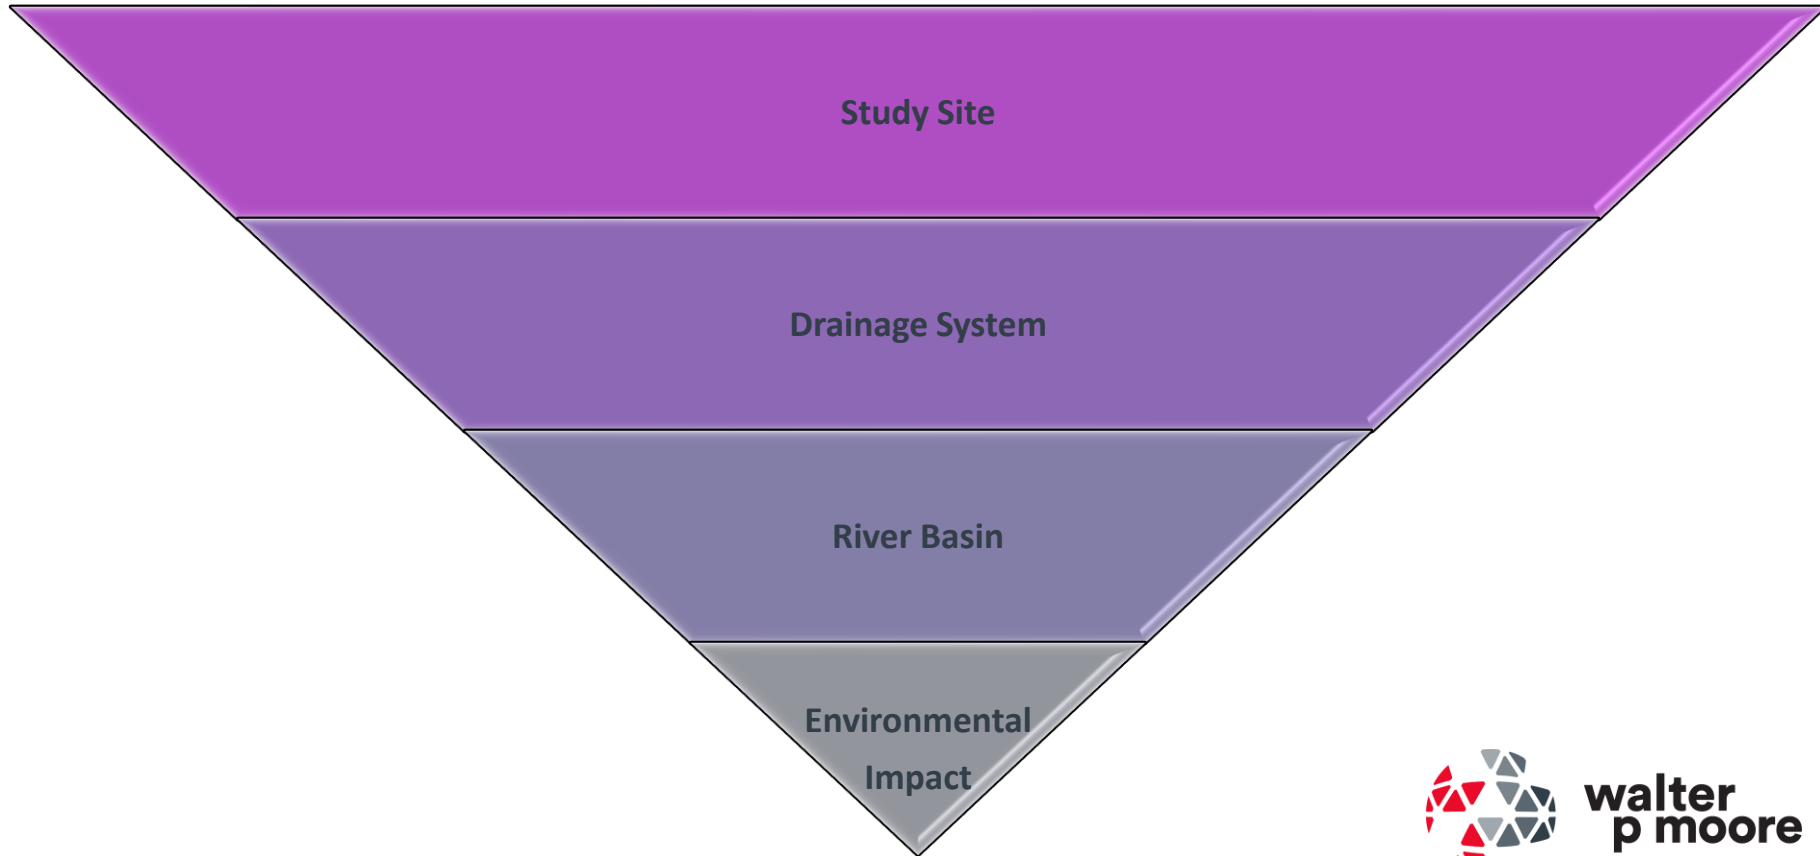 Study Site
Drainage System
River Basin
Environmental
Impact
walter
p moore